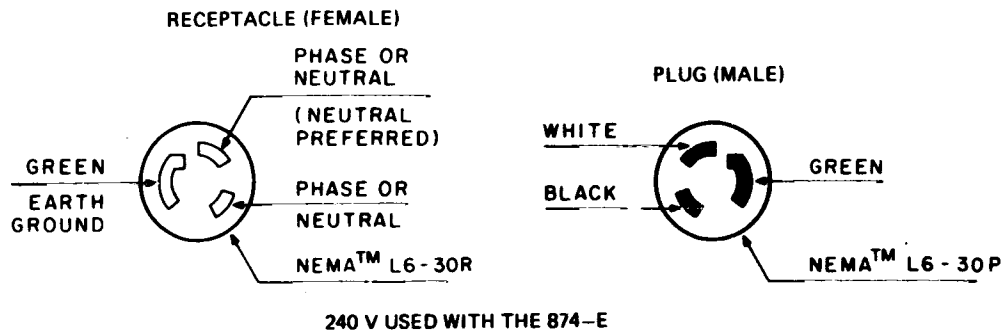 RECEPTACLE (FEMALE)
PHASE OR
NEUTRAL
(NEUTRAL
PREFERRED)
GREEN
EARTH
GROUND
PHASE OR
NEUTRAL
NEMA™ L6-30R
PLUG (MALE)
WHITE
BLACK
GREEN
NEMA™ L6-30P
240 V USED WITH THE 874-E